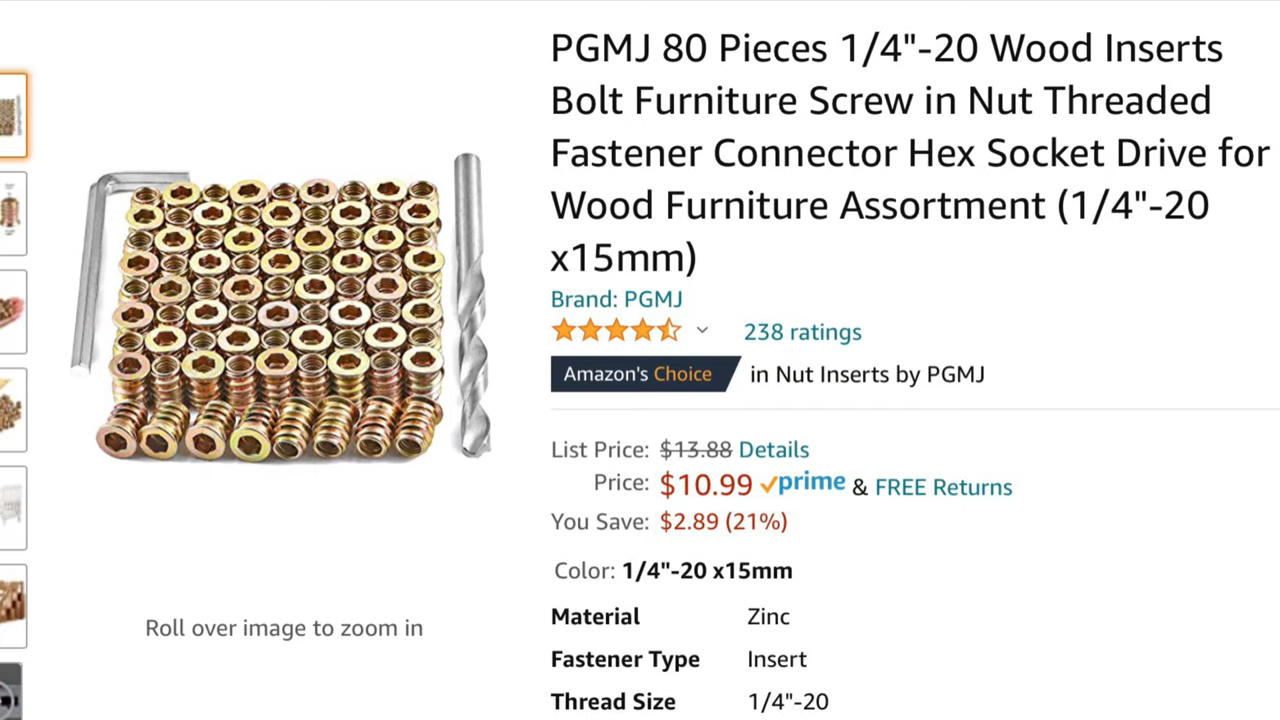 PGMJ 80 Pieces 1/4"-20 Wood Inserts
Bolt Furniture Screw in Nut Threaded
Fastener Connector Hex Socket Drive for
Wood Furniture Assortment (1/4"-20
x15mm)
Brand: PGMJ
238 ratings
Amazon's Choice in Nut Inserts by PGMJ
List Price: $13.88 Details
Price: $10.99 prime & FREE Returns
You Save: $2.89 (21%)
Color: 1/4"-20 x15mm
Material Zinc
Fastener Type Insert
Thread Size 1/4"-20
Roll over image to zoom in